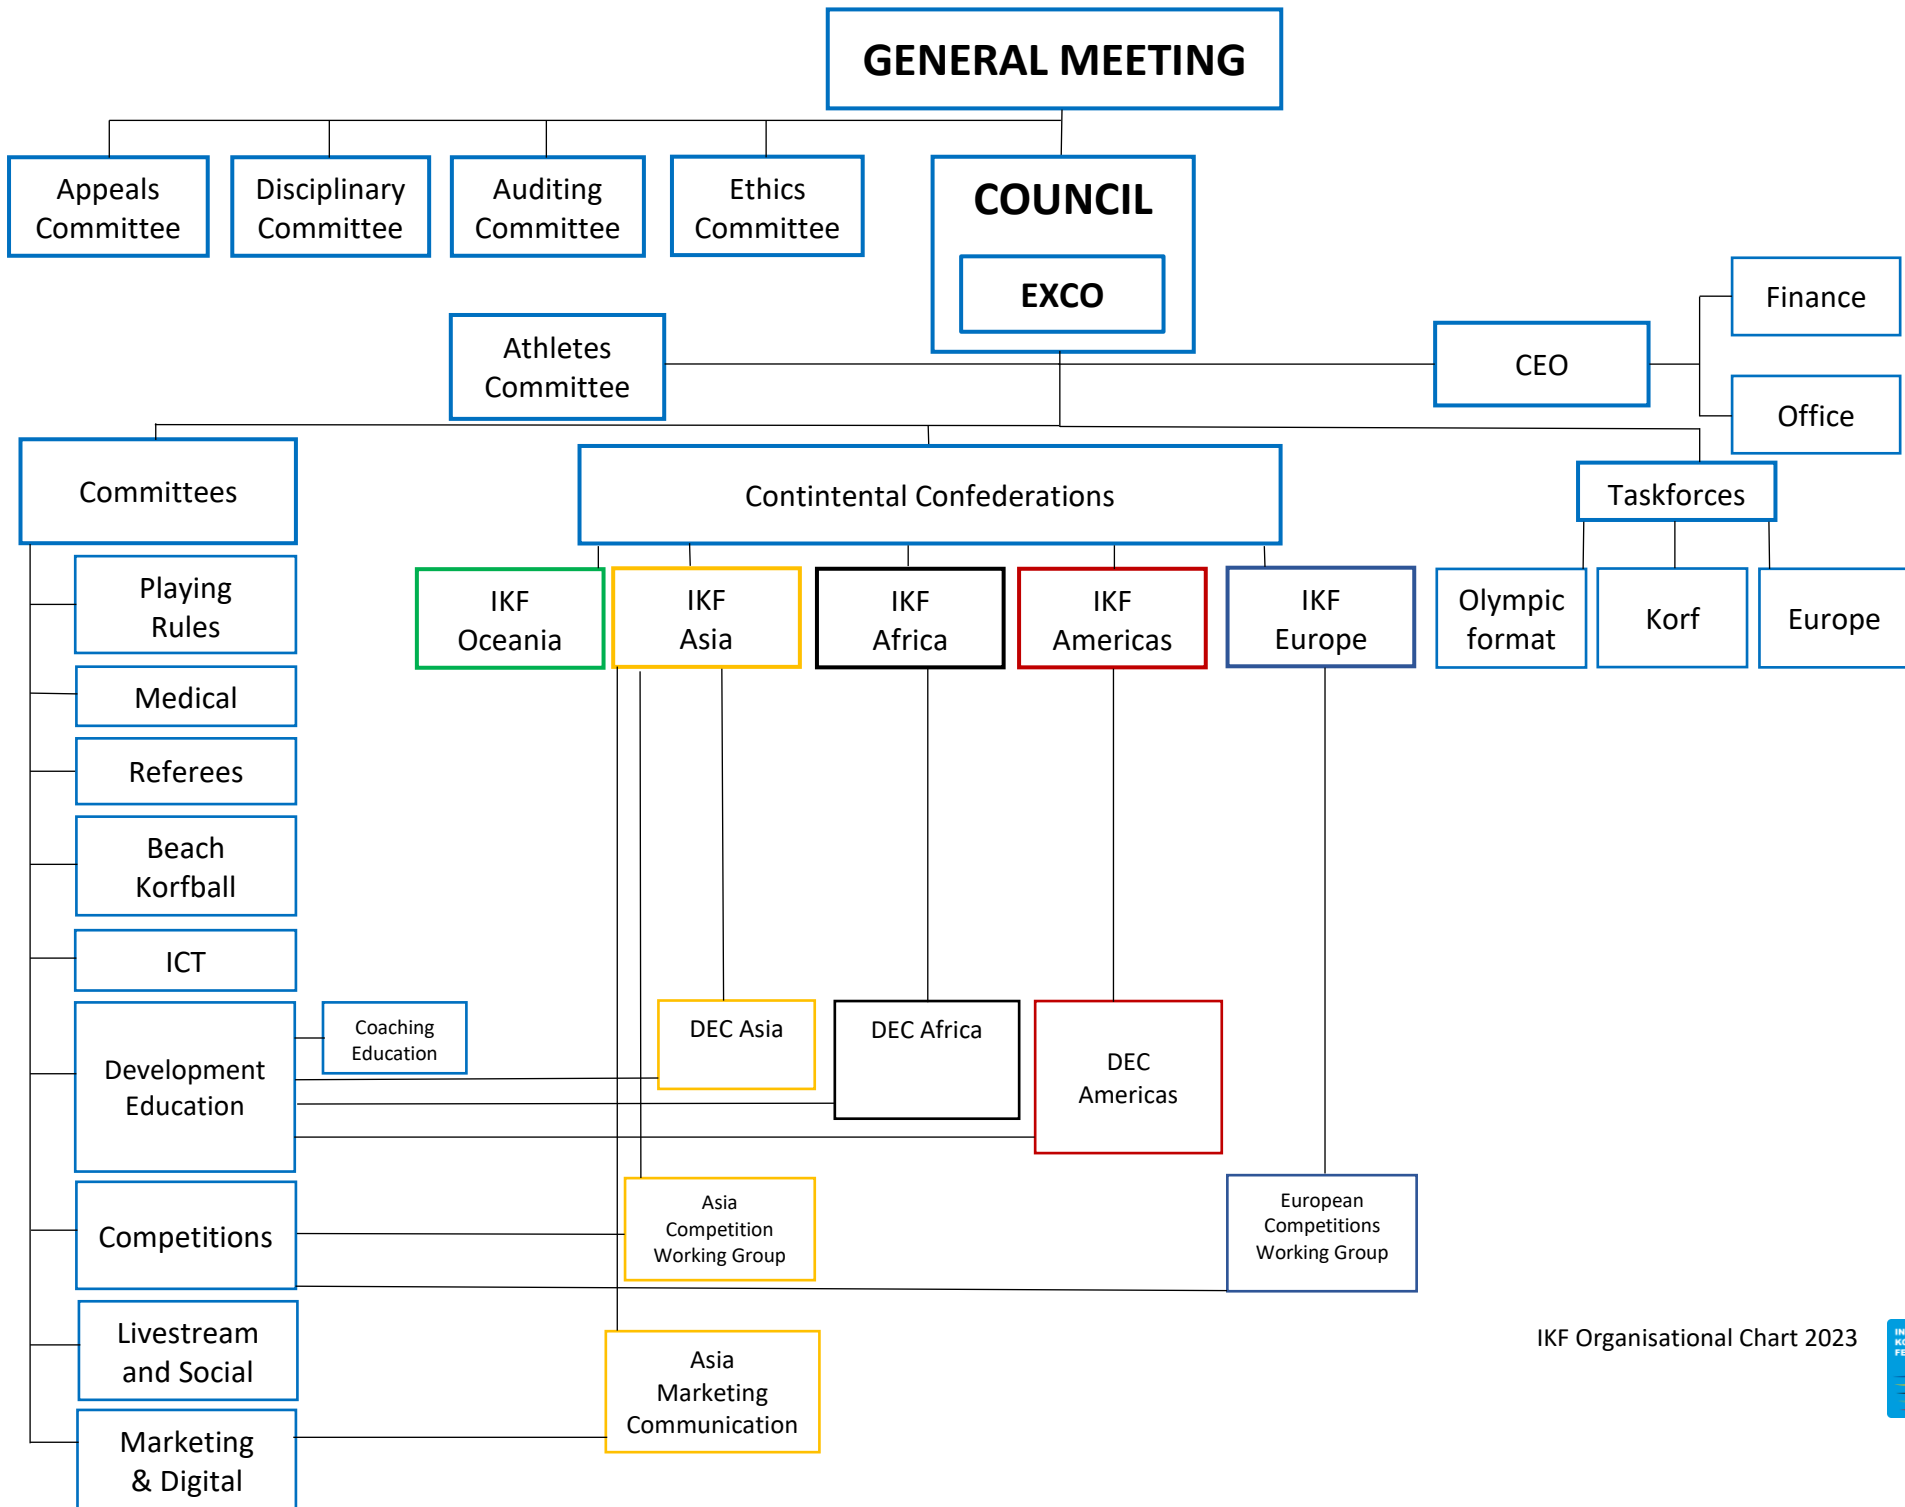 GENERAL MEETING
Appeals
Committee
Disciplinary
Committee
Auditing
Committee
Ethics
Committee
COUNCIL
EXCO
Athletes
Committee
CEO
Finance
Office
Committees
Contintental Confederations
Taskforces
Playing
Rules
Medical
Referees
Beach
Korfball
ICT
Development
Education
Competitions
Livestream
and Social
Marketing
& Digital
IKF
Oceania
IKF
Asia
IKF
Africa
IKF
Americas
IKF
Europe
Olympic
format
Korf
Europe
Coaching
Education
DEC Asia
DEC Africa
DEC
Americas
Asia
Competition
Working Group
European
Competitions
Working Group
Asia
Marketing
Communication
IKF Organisational Chart 2023